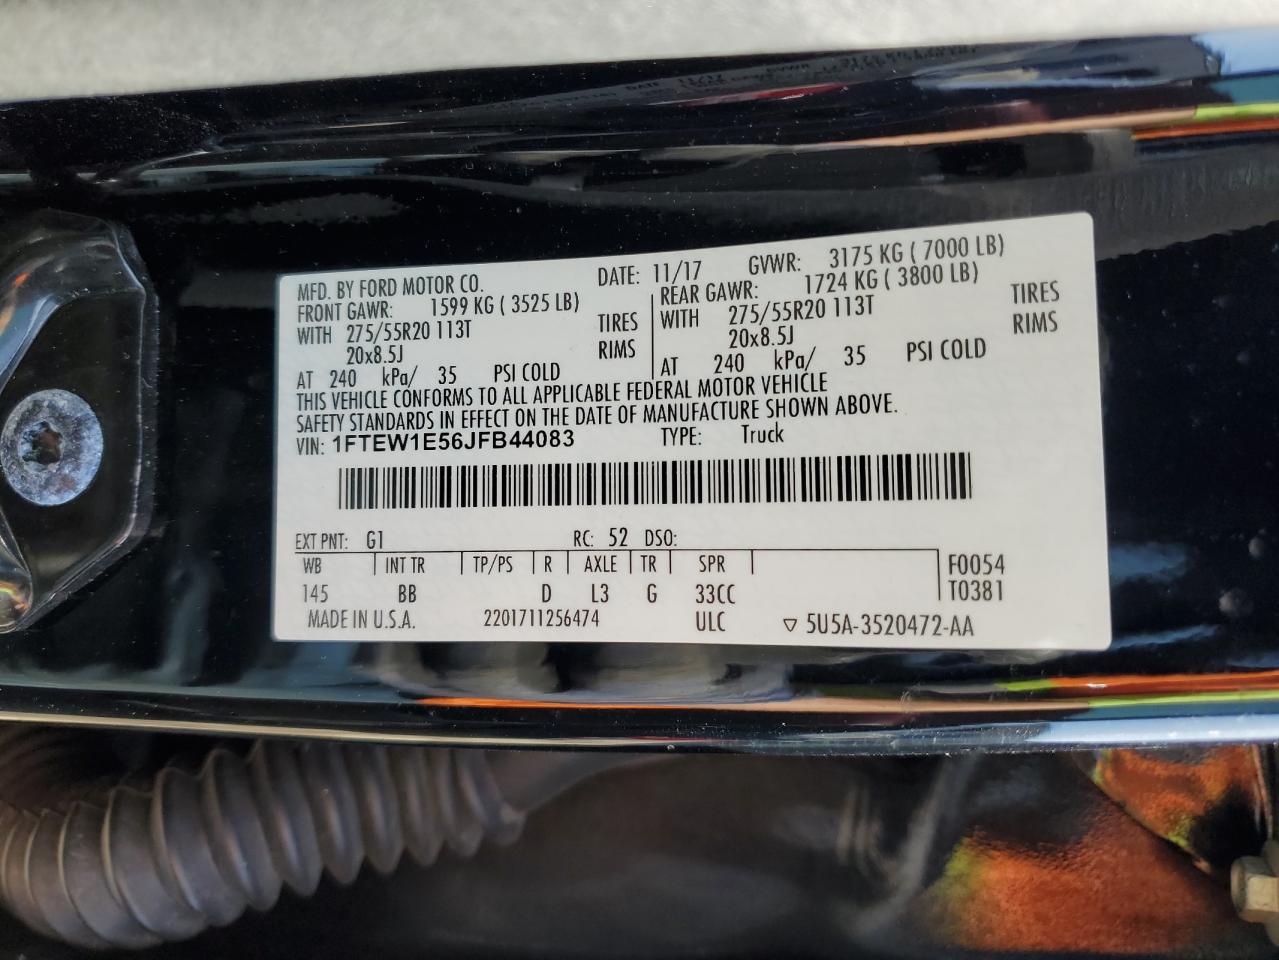 MFD. BY FORD MOTOR CO. DATE: 11/17 GVWR: 3175 KG ( 7000 LB)
FRONT GAWR: 1599 KG ( 3525 LB) REAR GAWR: 1724 KG ( 3800 LB)
WITH 275/55R20 113T TIRES WITH 275/55R20 113T TIRES
20x8.5J RIMS 20x8.5J RIMS
AT 240 kPa/ 35 PSI COLD AT 240 kPa/ 35 PSI COLD
THIS VEHICLE CONFORMS TO ALL APPLICABLE FEDERAL MOTOR VEHICLE
SAFETY STANDARDS IN EFFECT ON THE DATE OF MANUFACTURE SHOWN ABOVE.
VIN: 1FTEW1E56JFB44083 TYPE: Truck
EXT PNT: G1 RC: 52 DSO:
WB INT TR TP/PS R AXLE TR SPR F0054
145 BB D L3 G 33CC T0381
MADE IN U.S.A. 2201711256474 ULC ▽ 5U5A-3520472-AA